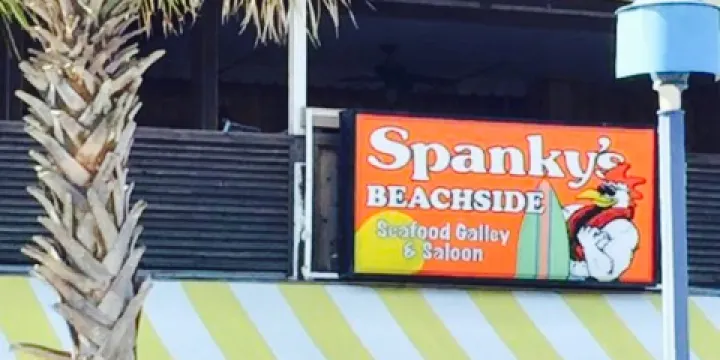 Spanky's
BEACHSIDE
Seafood Galley
& Saloon